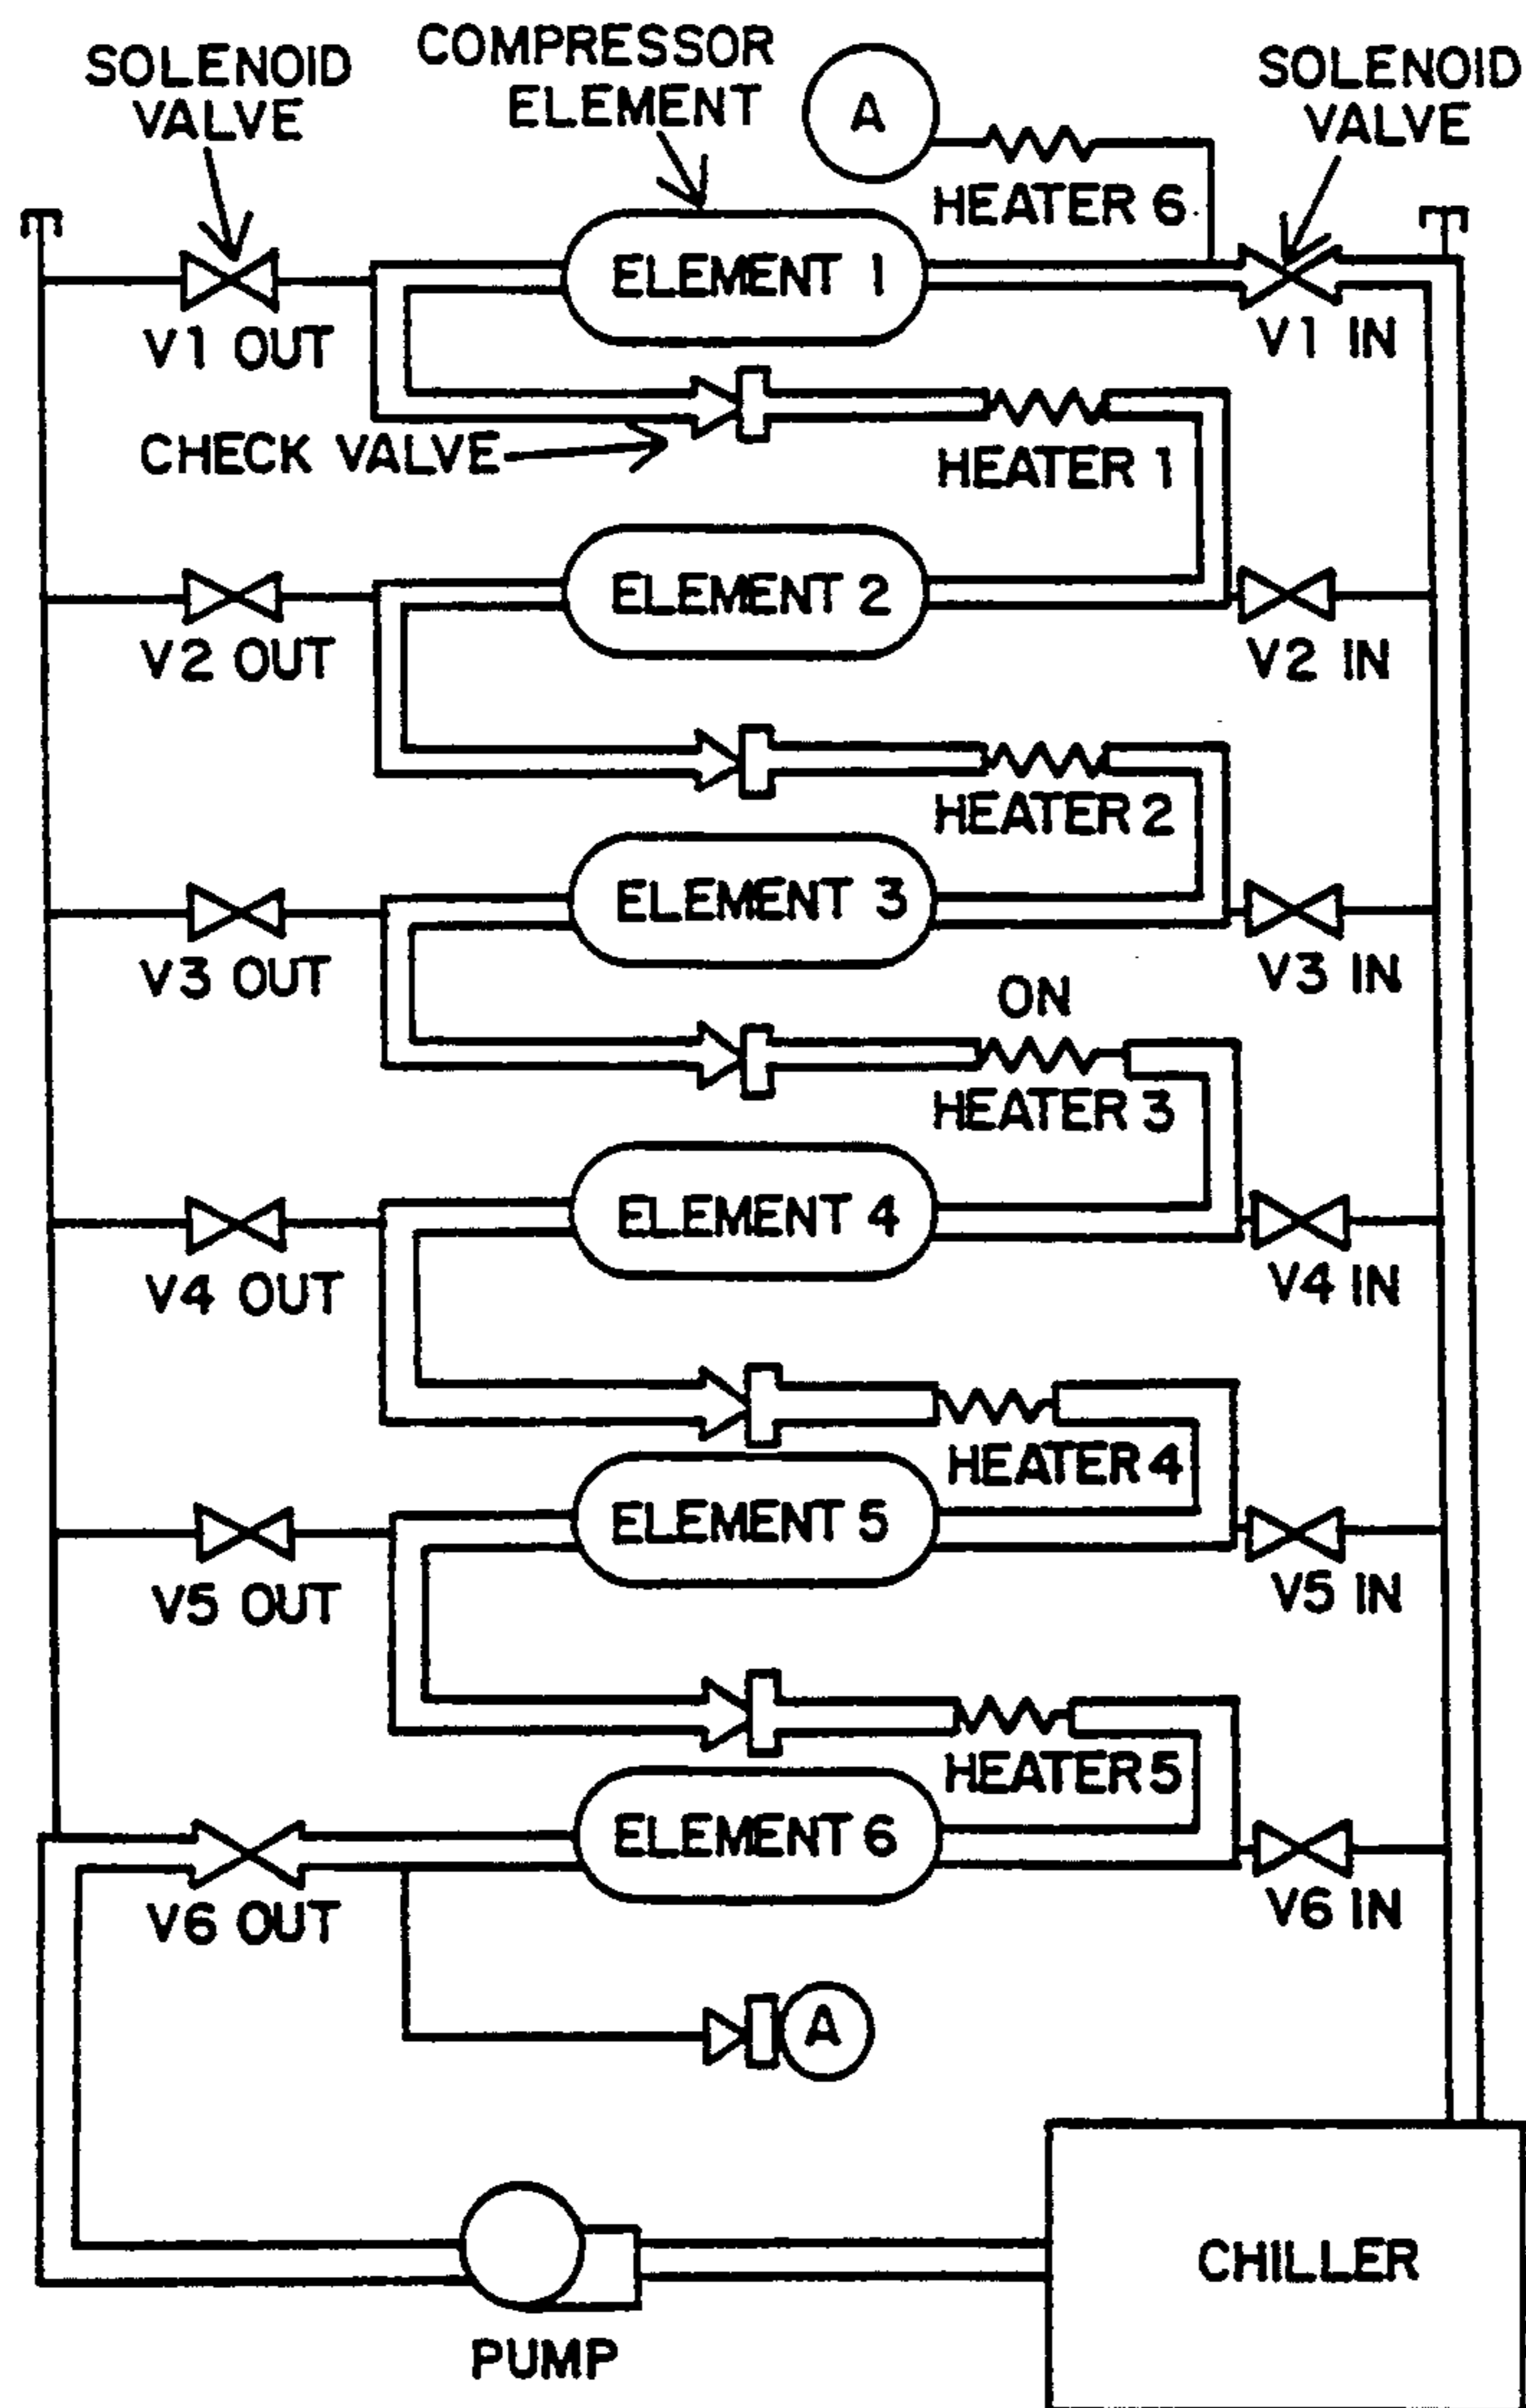 SOLENOID
VALVE
COMPRESSOR
ELEMENT
A
SOLENOID
VALVE
HEATER 6
ELEMENT 1
V1 OUT
V1 IN
CHECK VALVE
HEATER 1
ELEMENT 2
V2 OUT
V2 IN
HEATER 2
ELEMENT 3
V3 OUT
V3 IN
ON
HEATER 3
ELEMENT 4
V4 OUT
V4 IN
HEATER 4
ELEMENT 5
V5 OUT
V5 IN
HEATER 5
ELEMENT 6
V6 OUT
V6 IN
A
CHILLER
PUMP